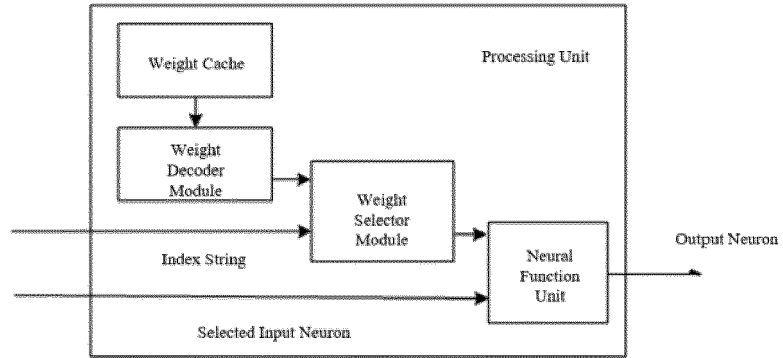 Weight Cache
Processing Unit
Weight
Decoder
Module
Weight
Selector
Module
Index String
Neural
Function
Unit
Output Neuron
Selected Input Neuron